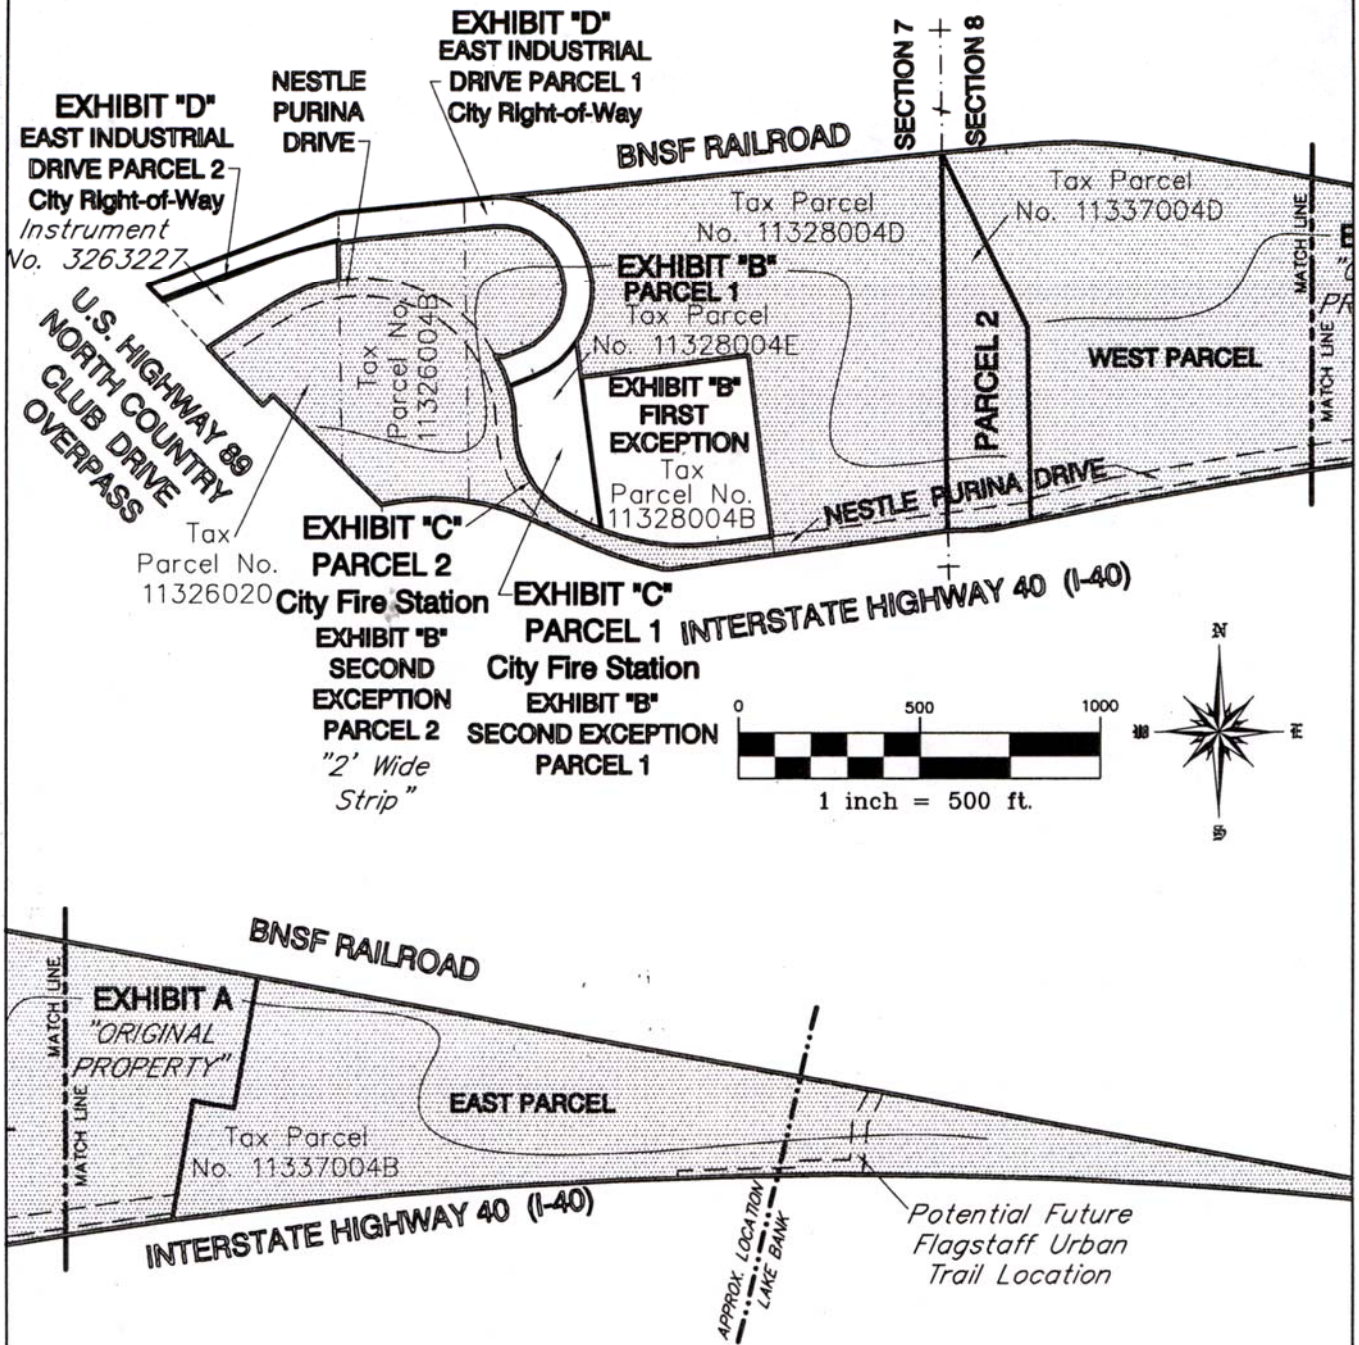 EXHIBIT "D"
EAST INDUSTRIAL
DRIVE PARCEL 1
City Right-of-Way
NESTLE
PURINA
DRIVE
EXHIBIT "D"
EAST INDUSTRIAL
DRIVE PARCEL 2
City Right-of-Way
Instrument
No. 3263227
SECTION 7
SECTION 8
BNSF RAILROAD
Tax Parcel
No. 11328004D
Tax Parcel
No. 11337004D
MATCH LINE
MATCH LINE
EXHIBIT "B"
PARCEL 1
Tax Parcel
No. 11328004E
Tax
Parcel No.
11326004B
U.S. HIGHWAY 89
NORTH COUNTRY
CLUB DRIVE
OVERPASS
EXHIBIT "B"
FIRST
EXCEPTION
Tax
Parcel No.
11328004B
PARCEL 2
WEST PARCEL
NESTLE PURINA DRIVE
Tax
Parcel No.
11326020
EXHIBIT "C"
PARCEL 2
City Fire Station
EXHIBIT "B"
SECOND
EXCEPTION
PARCEL 2
"2' Wide
Strip"
EXHIBIT "C"
PARCEL 1
City Fire Station
EXHIBIT "B"
SECOND EXCEPTION
PARCEL 1
INTERSTATE HIGHWAY 40 (I-40)
0 500 1000
1 inch = 500 ft.
N
W
E
S
BNSF RAILROAD
MATCH LINE
MATCH LINE
EXHIBIT A
"ORIGINAL
PROPERTY"
EAST PARCEL
Tax Parcel
No. 11337004B
INTERSTATE HIGHWAY 40 (I-40)
APPROX. LOCATION
LAKE BANK
Potential Future
Flagstaff Urban
Trail Location